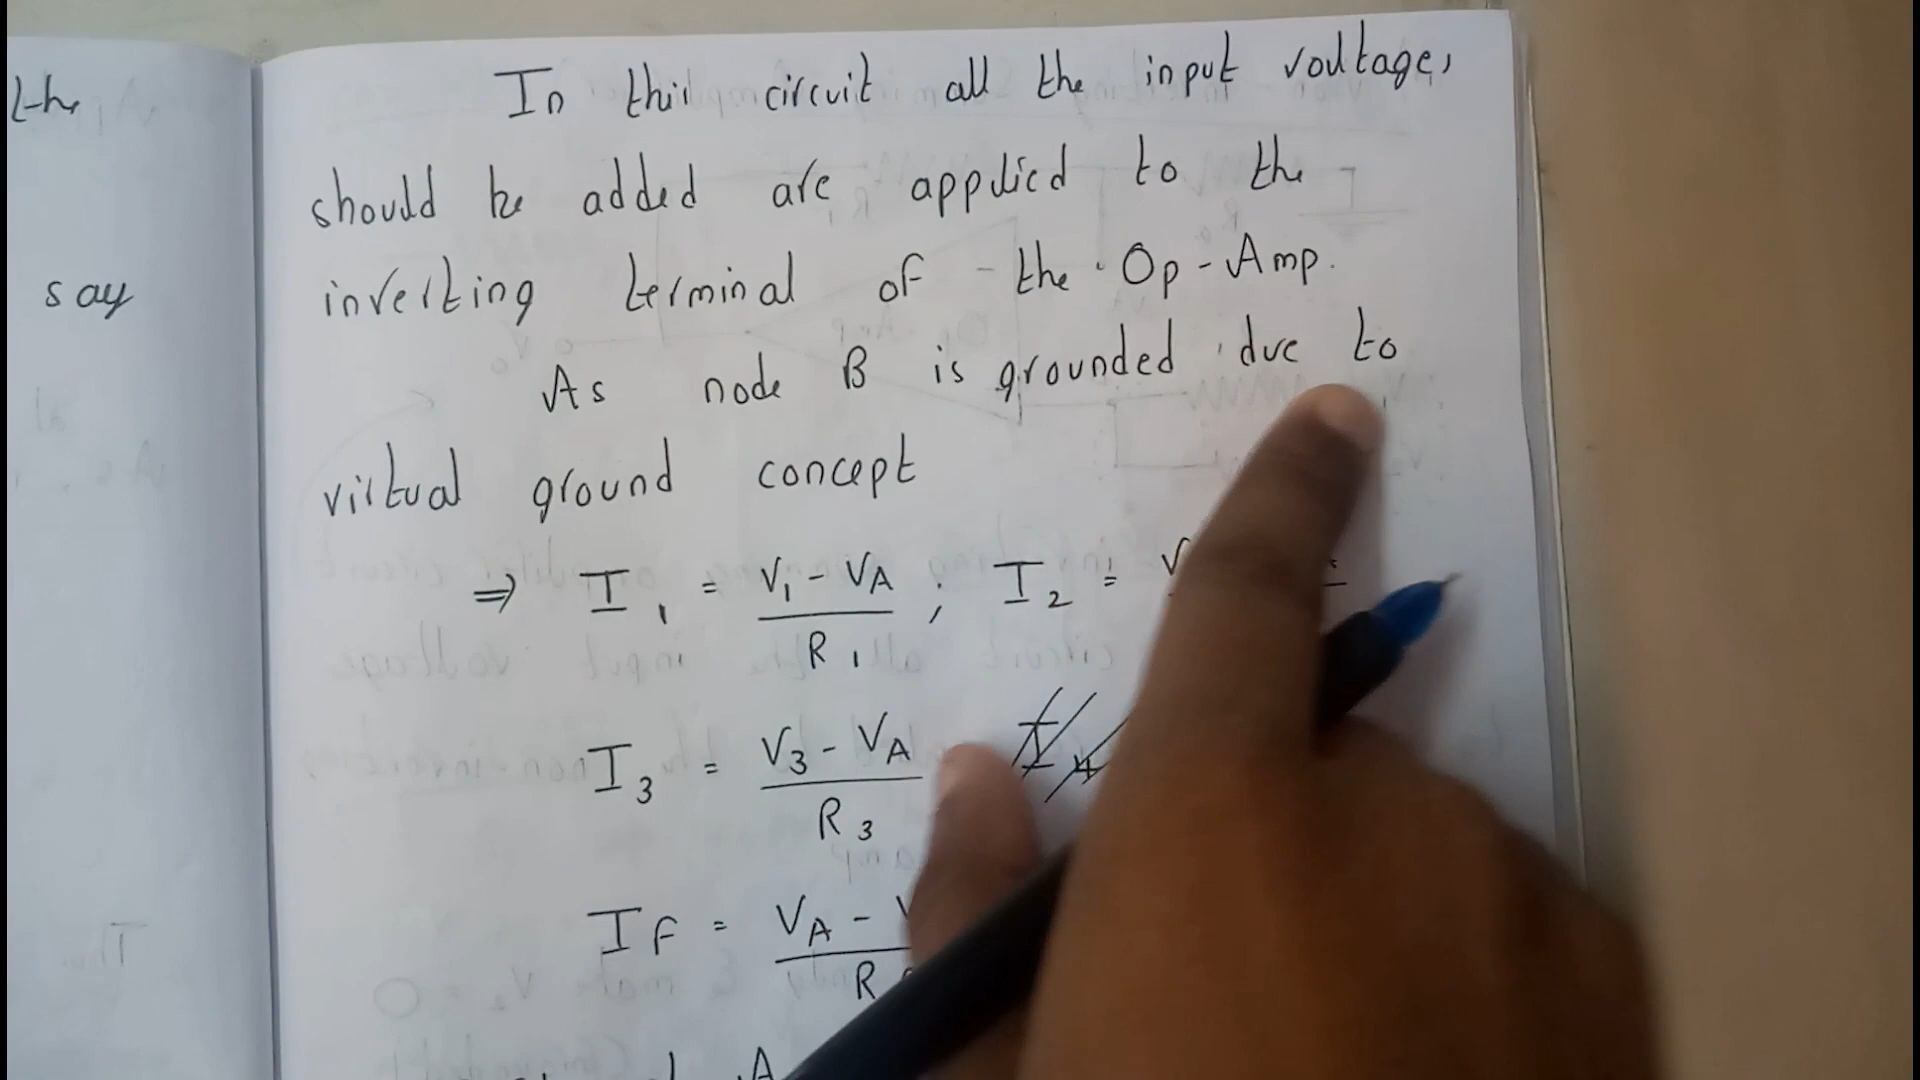 the
say
In this circuit all the input voltages
should be added are applied to the
inverting terminal of the Op-Amp.
As node B is grounded due to
virtual ground concept
⇒ I1 = V1 - VA / R1 ; I2 = V
I3 = V3 - VA / R3
IF = VA - V / R
A